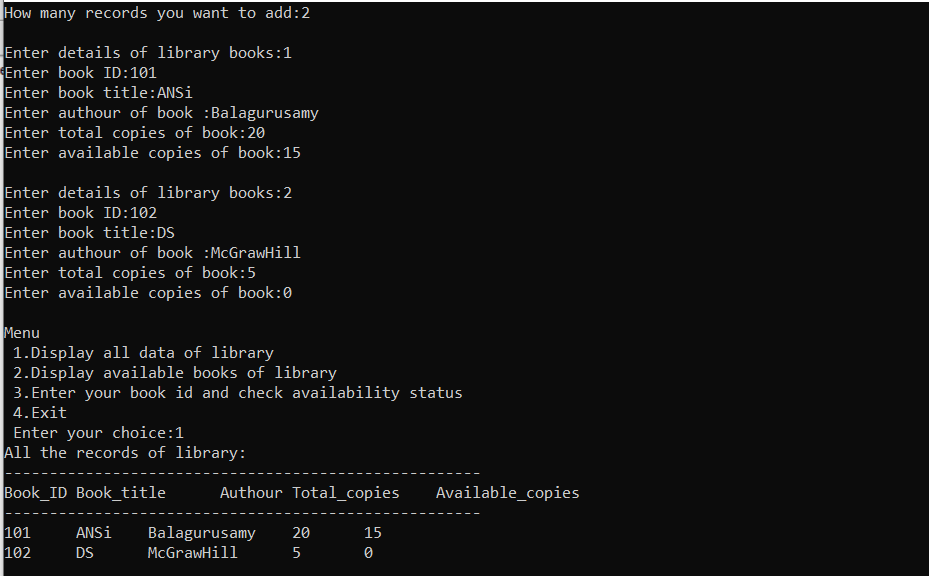 How many records you want to add:2
Enter details of library books:1
Enter book ID:101
Enter book title:ANSi
Enter authour of book :Balagurusamy
Enter total copies of book:20
Enter available copies of book:15
Enter details of library books:2
Enter book ID:102
Enter book title:DS
Enter authour of book :McGrawHill
Enter total copies of book:5
Enter available copies of book:0
Menu
 1.Display all data of library
 2.Display available books of library
 3.Enter your book id and check availability status
 4.Exit
 Enter your choice:1
All the records of library:
-----------------------------------------------------
Book_ID Book_title      Authour Total_copies    Available_copies
-----------------------------------------------------
101     ANSi    Balagurusamy    20      15
102     DS      McGrawHill      5       0